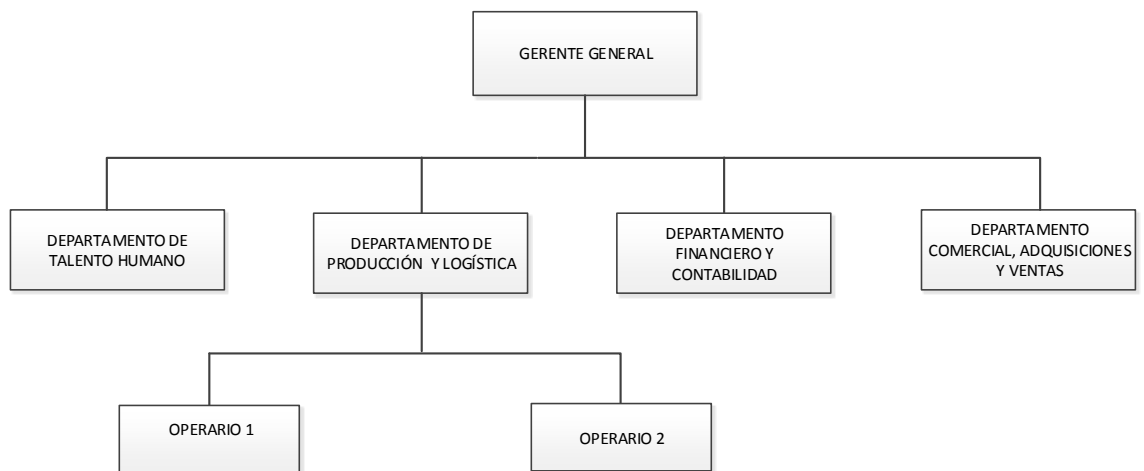 GERENTE GENERAL
DEPARTAMENTO DE
TALENTO HUMANO
DEPARTAMENTO DE
PRODUCCIÓN Y LOGÍSTICA
DEPARTAMENTO
FINANCIERO Y
CONTABILIDAD
DEPARTAMENTO
COMERCIAL, ADQUISICIONES
Y VENTAS
OPERARIO 1
OPERARIO 2